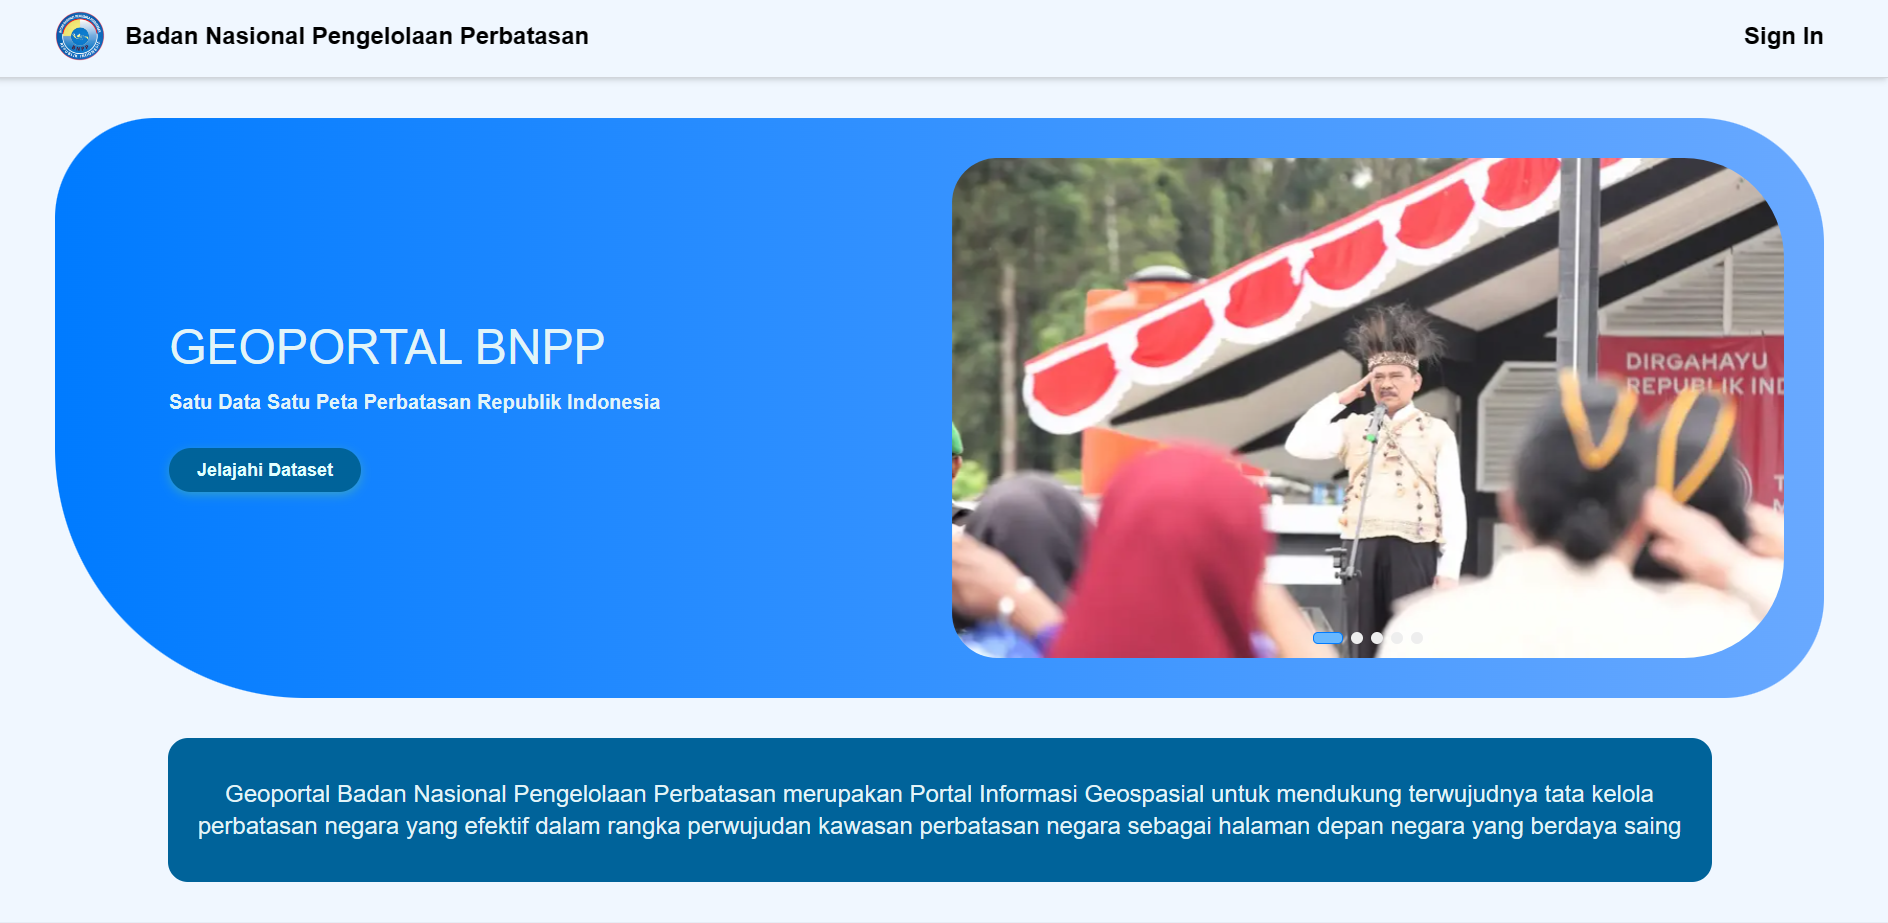 Badan Nasional Pengelolaan Perbatasan
Sign In
GEOPORTAL BNPP
Satu Data Satu Peta Perbatasan Republik Indonesia
Jelajahi Dataset
DIRGAHAYU
REPUBLIK IND
Geoportal Badan Nasional Pengelolaan Perbatasan merupakan Portal Informasi Geospasial untuk mendukung terwujudnya tata kelola
perbatasan negara yang efektif dalam rangka perwujudan kawasan perbatasan negara sebagai halaman depan negara yang berdaya saing